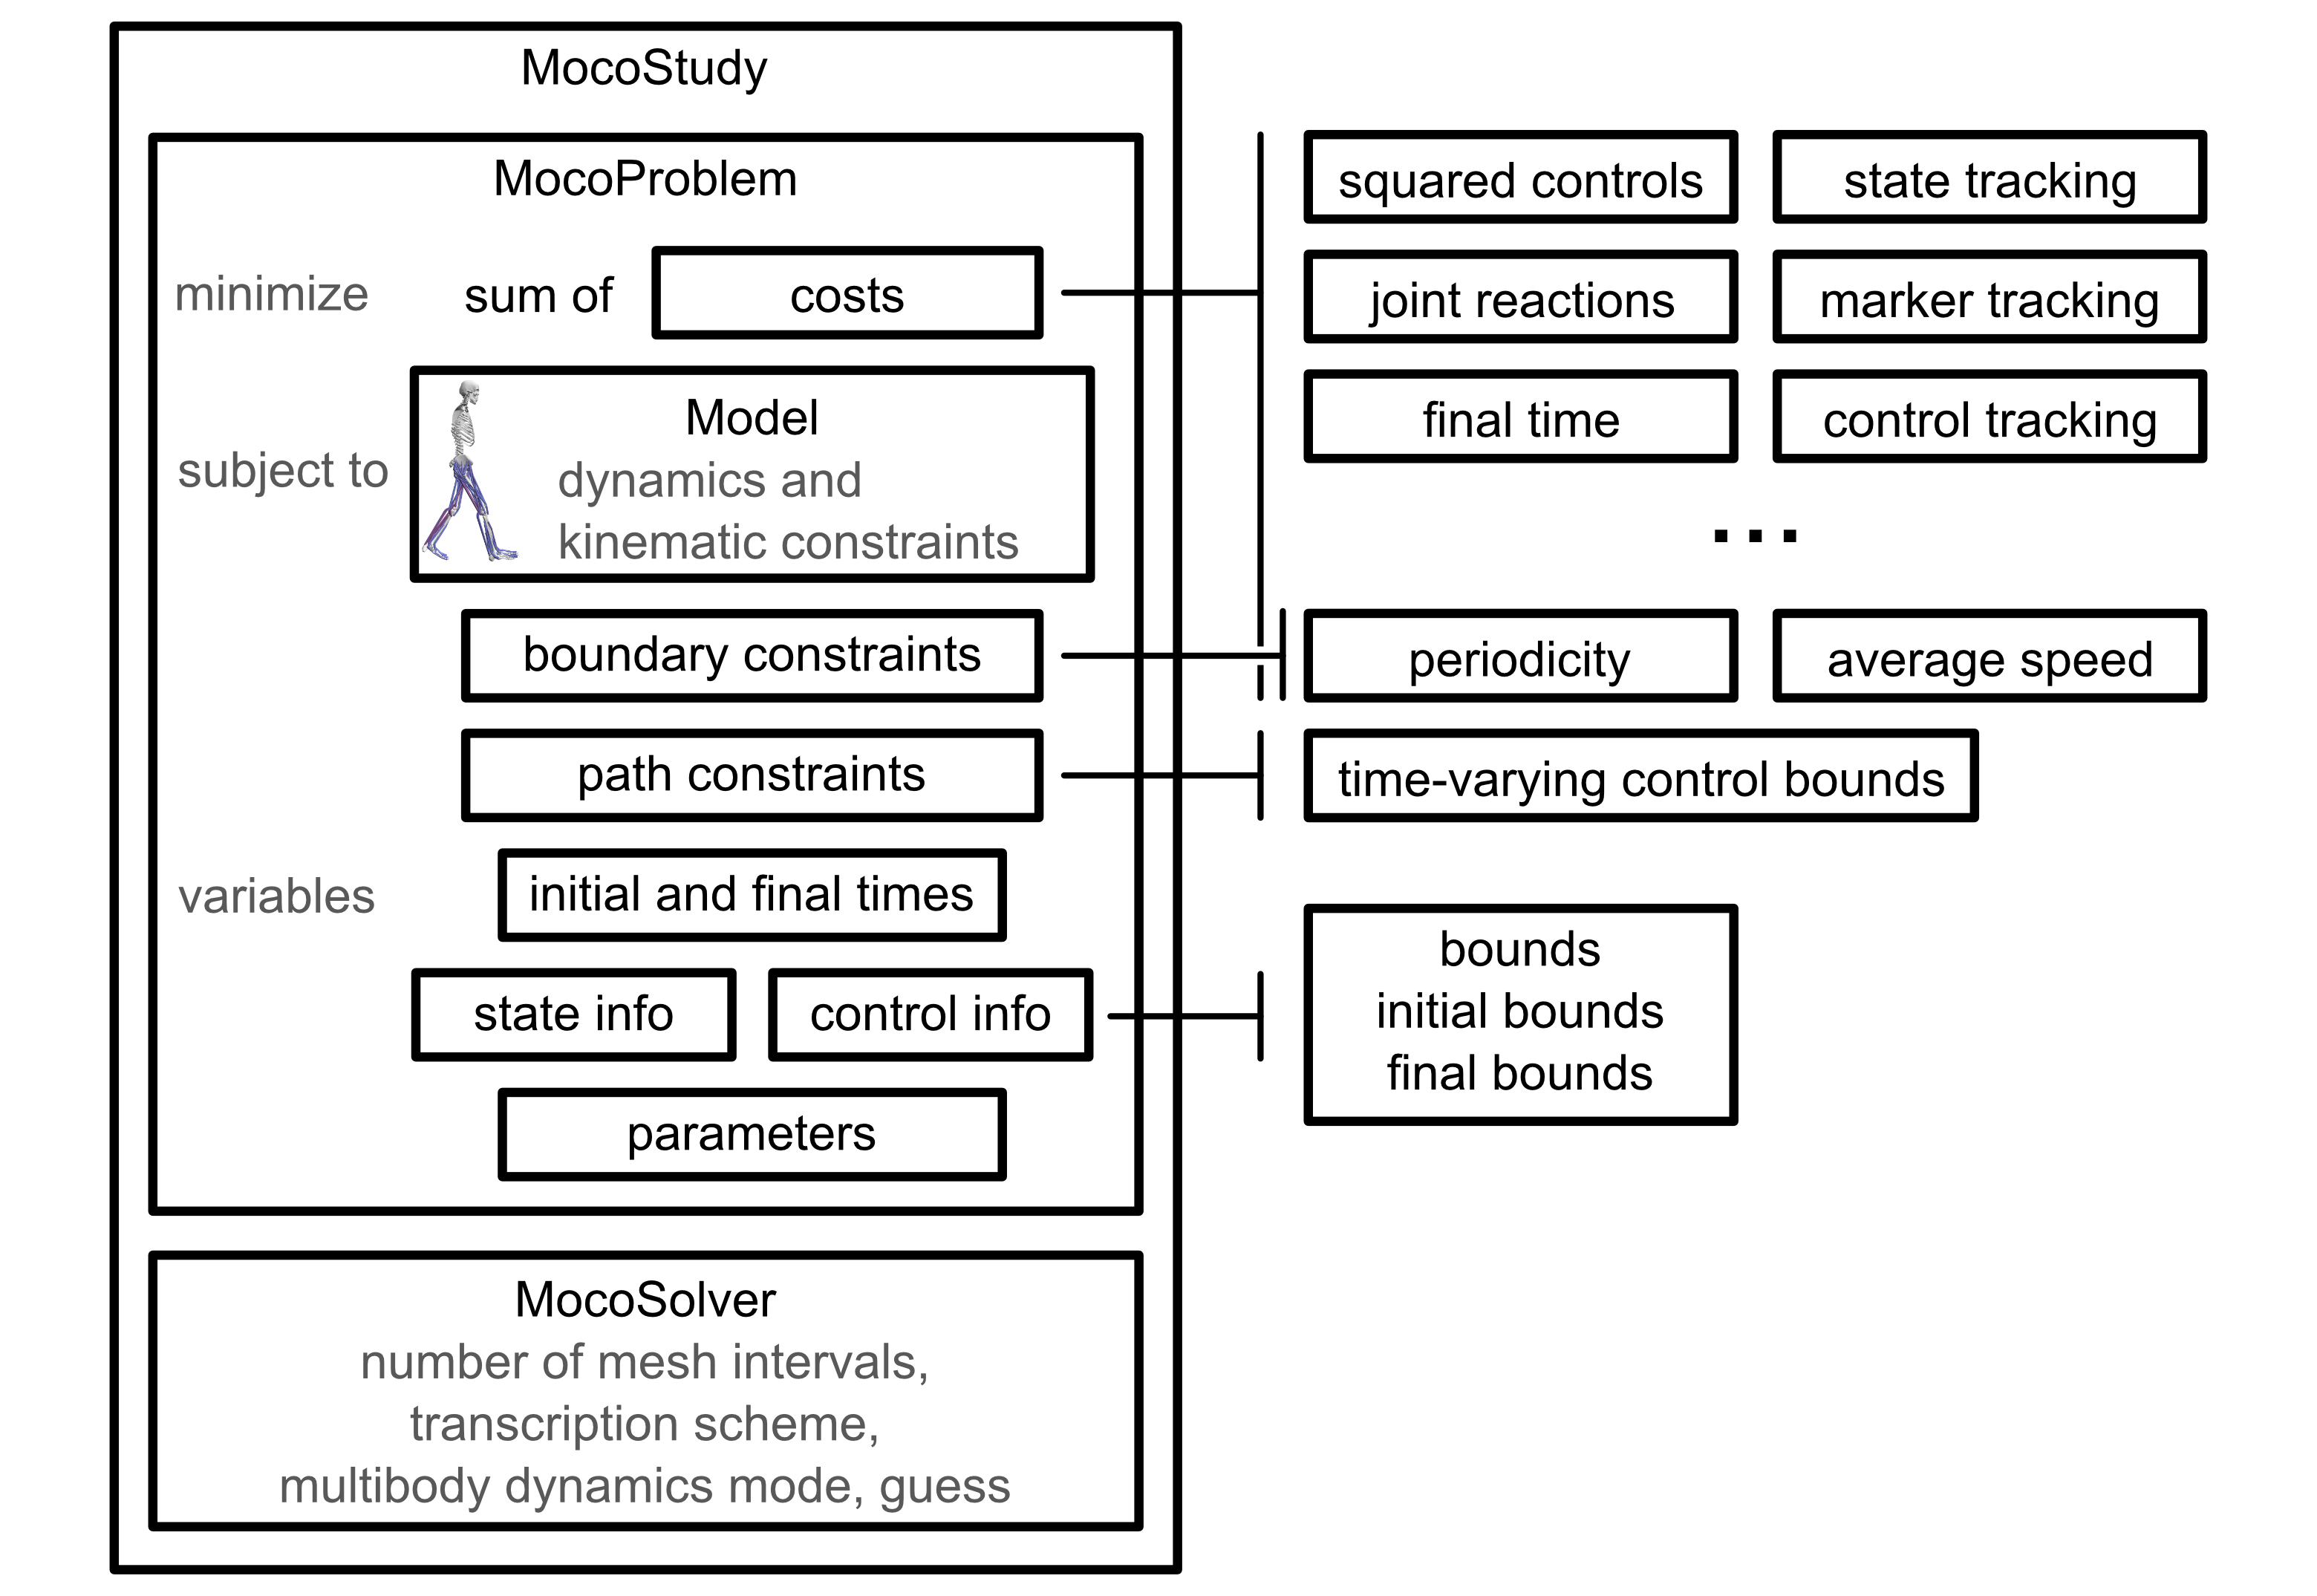 MocoStudy
MocoProblem
minimize
sum of
costs
subject to
Model
dynamics and
kinematic constraints
boundary constraints
path constraints
variables
initial and final times
state info
control info
parameters
MocoSolver
number of mesh intervals,
transcription scheme,
multibody dynamics mode, guess
squared controls
state tracking
joint reactions
marker tracking
final time
control tracking
...
periodicity
average speed
time-varying control bounds
bounds
initial bounds
final bounds